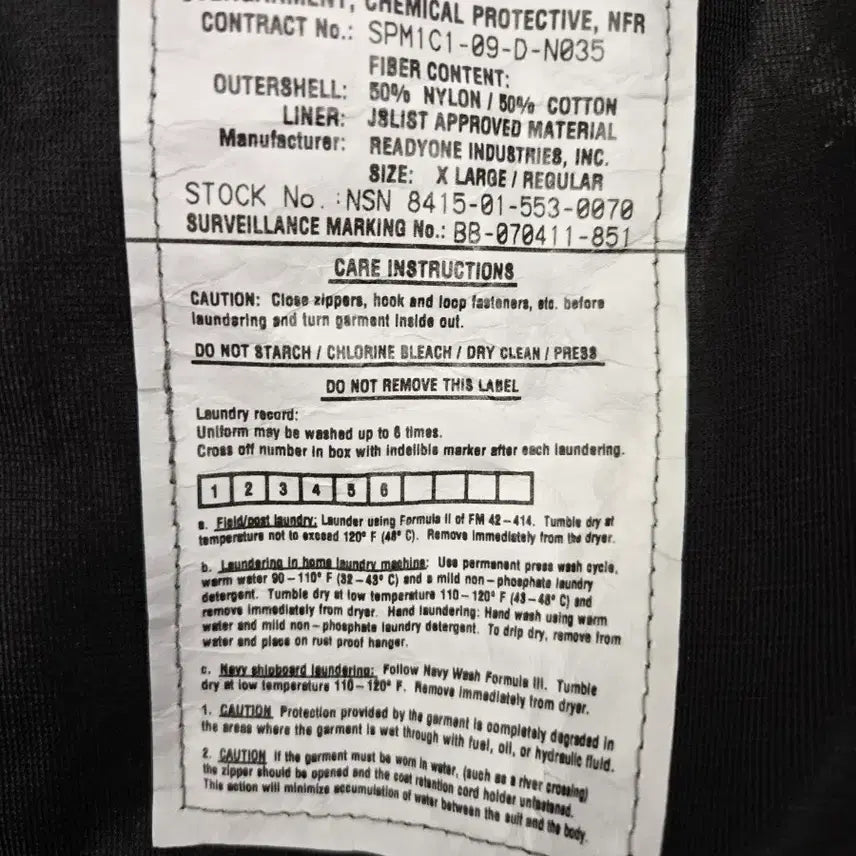 CHEMICAL PROTECTIVE, NFR
CONTRACT No.: SPM1C1-09-D-N035
FIBER CONTENT:
OUTERSHELL: 50% NYLON / 50% COTTON
LINER: JSLIST APPROVED MATERIAL
Manufacturer: READYONE INDUSTRIES, INC.
SIZE: X LARGE / REGULAR
STOCK No. : NSN 8415-01-553-0070
SURVEILLANCE MARKING No.: BB-070411-851
CARE INSTRUCTIONS
CAUTION: Close zippers, hook and loop fasteners, etc. before
laundering and turn garment inside out.
DO NOT STARCH / CHLORINE BLEACH / DRY CLEAN / PRESS
DO NOT REMOVE THIS LABEL
Laundry record:
Uniform may be washed up to 6 times.
Cross off number in box with indelible marker after each laundering.
1 2 3 4 5 6
a. Field/post laundry: Launder using Formula II of FM 42-414. Tumble dry at
temperature not to exceed 120° F (48° C). Remove immediately from the dryer.
b. Laundering in home laundry machine: Use permanent press wash cycle,
warm water 90-110° F (32-43° C) and a mild non-phosphate laundry
detergent. Tumble dry at low temperature 110-120° F (43-48° C) and
remove immediately from dryer. Hand laundering: Hand wash using warm
water and mild non-phosphate laundry detergent. To drip dry, remove from
water and place on rust proof hanger.
c. Navy shipboard laundering: Follow Navy Wash Formula III. Tumble
dry at low temperature 110-120° F. Remove immediately from dryer.
1. CAUTION Protection provided by the garment is completely degraded in
the areas where the garment is wet through with fuel, oil, or hydraulic fluid.
2. CAUTION If the garment must be worn in water, (such as a river crossing)
the zipper should be opened and the coat retention cord holder unfastened.
This action will minimize accumulation of water between the suit and the body.